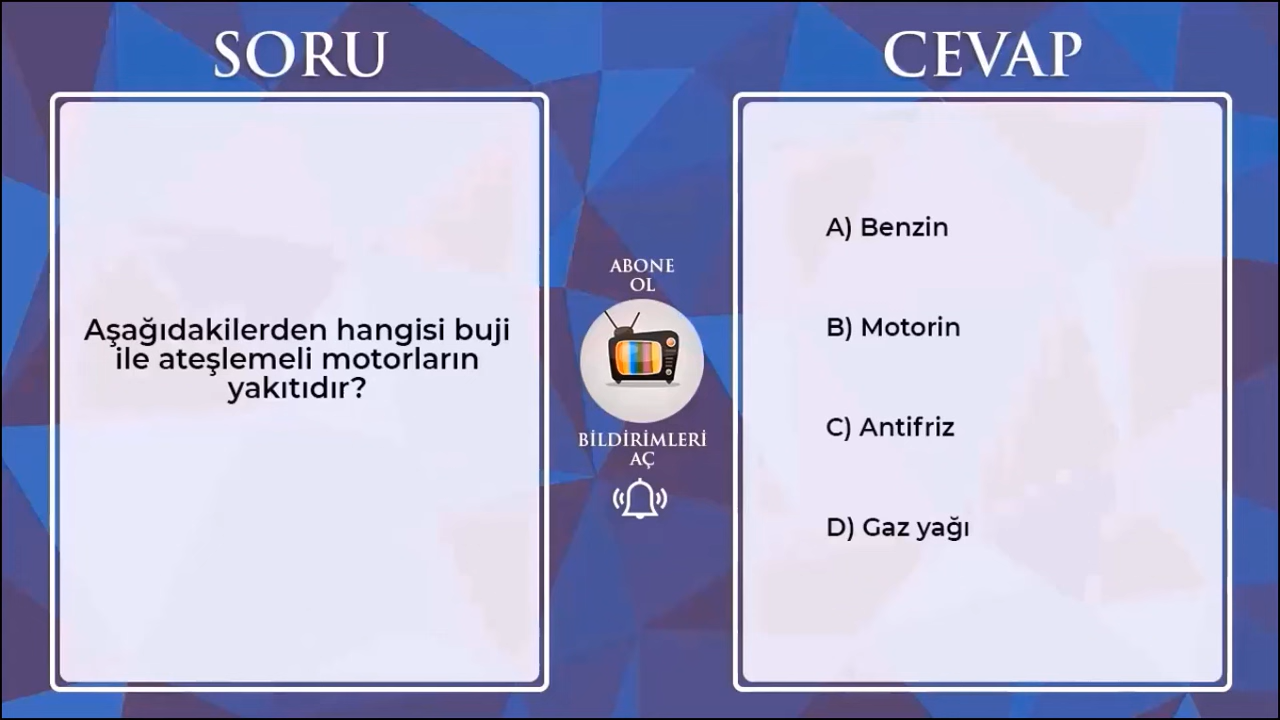 SORU
Aşağıdakilerden hangisi buji
ile ateşlemeli motorların
yakıtıdır?
ABONE
OL
BİLDİRİMLERİ
AÇ
CEVAP
A) Benzin
B) Motorin
C) Antifriz
D) Gaz yağı